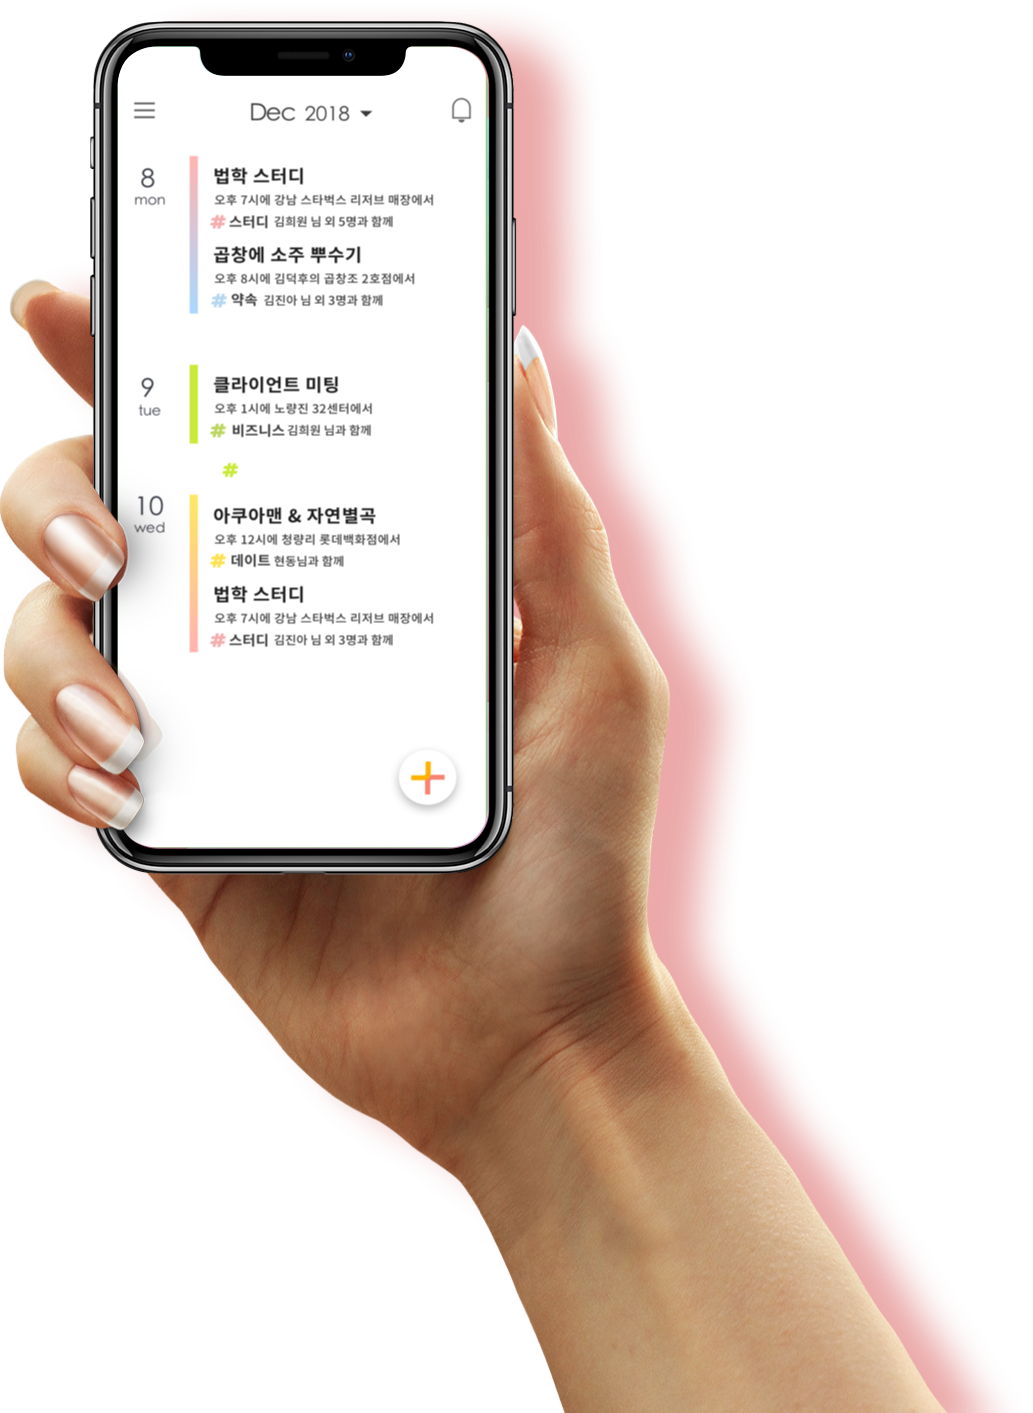 Dec 2018
8
mon
법학 스터디
오후 7시에 강남 스타벅스 리저브 매장에서
# 스터디 김희원 님 외 5명과 함께
곱창에 소주 뿌수기
오후 8시에 김덕후의 곱창조 2호점에서
# 약속 김진아 님 외 3명과 함께
9
tue
클라이언트 미팅
오후 1시에 노량진 32센터에서
# 비즈니스 김희원 님과 함께
#
10
wed
아쿠아맨 & 자연별곡
오후 12시에 청량리 롯데백화점에서
# 데이트 현동님과 함께
법학 스터디
오후 7시에 강남 스타벅스 리저브 매장에서
# 스터디 김진아 님 외 3명과 함께